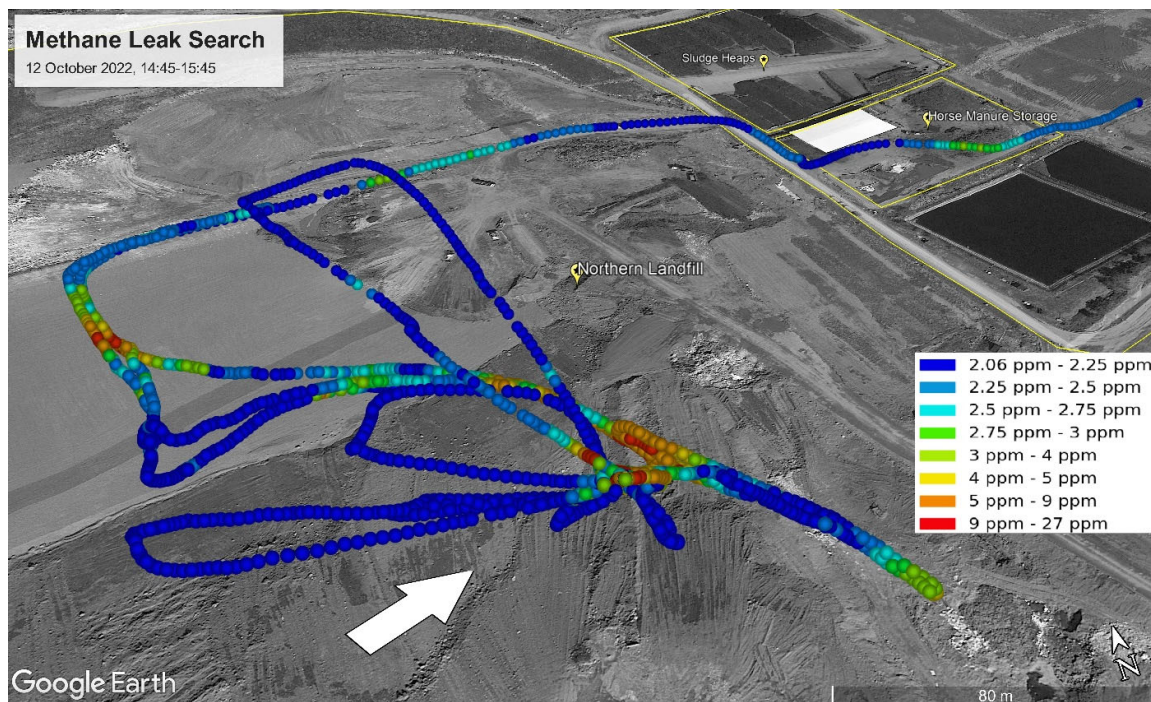 Methane Leak Search
12 October 2022, 14:45-15:45
Sludge Heaps
Horse Manure Storage
Northern Landfill
2.06 ppm - 2.25 ppm
2.25 ppm - 2.5 ppm
2.5 ppm - 2.75 ppm
2.75 ppm - 3 ppm
3 ppm - 4 ppm
4 ppm - 5 ppm
5 ppm - 9 ppm
9 ppm - 27 ppm
N
Google Earth
80 m